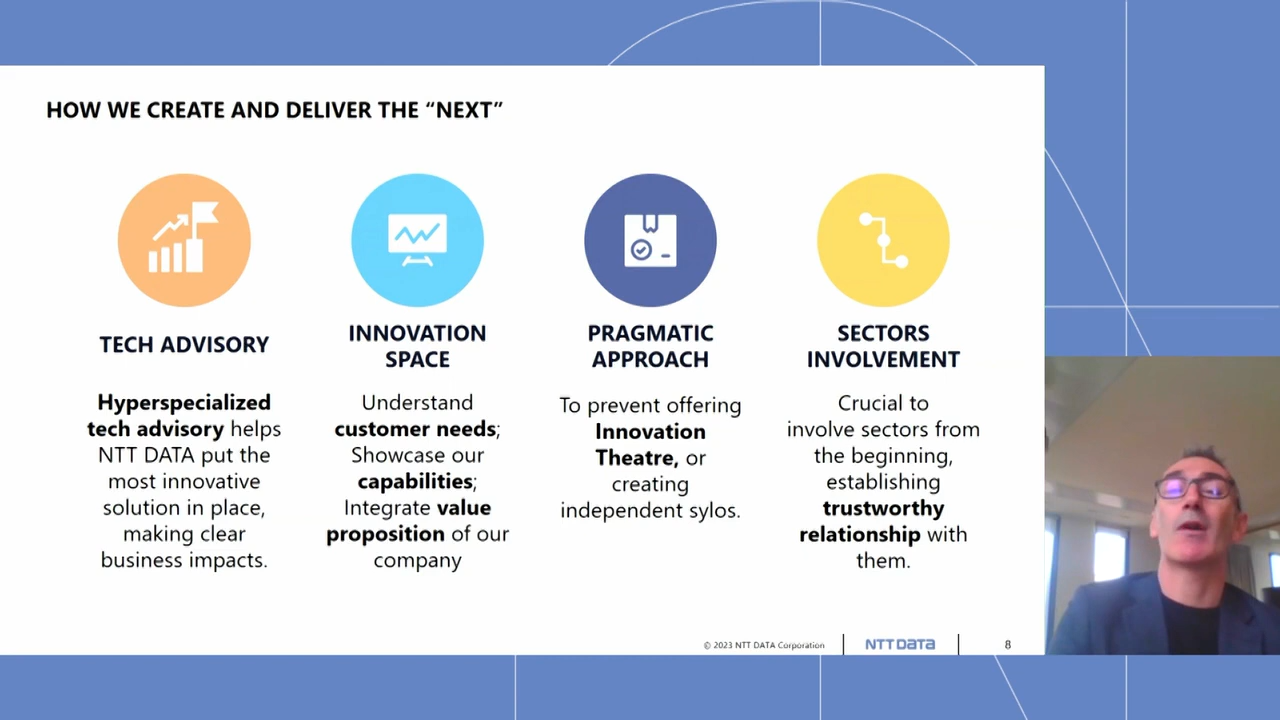 HOW WE CREATE AND DELIVER THE “NEXT”
TECH ADVISORY
Hyperspecialized
tech advisory helps
NTT DATA put the
most innovative
solution in place,
making clear
business impacts.
INNOVATION
SPACE
Understand
customer needs;
Showcase our
capabilities;
Integrate value
proposition of our
company
PRAGMATIC
APPROACH
To prevent offering
Innovation
Theatre, or
creating
independent sylos.
SECTORS
INVOLVEMENT
Crucial to
involve sectors from
the beginning,
establishing
trustworthy
relationship with
them.
© 2023 NTT DATA Corporation
NTT DATA
8